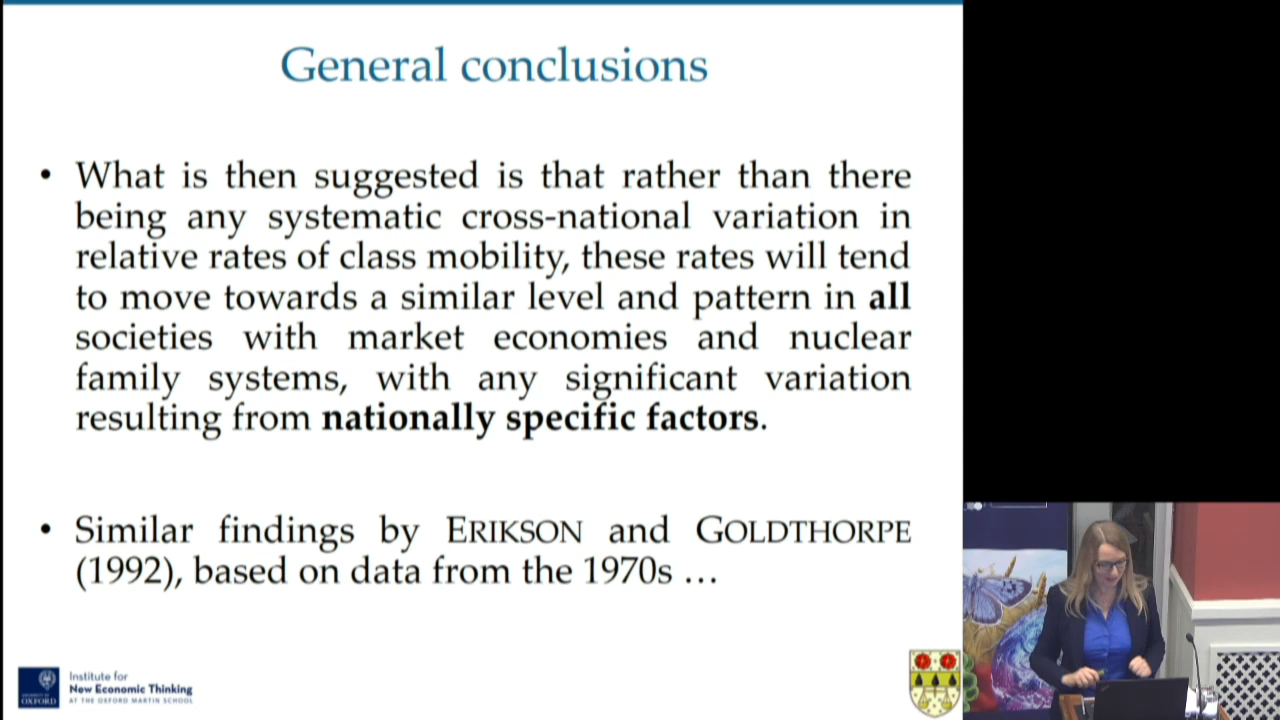 General conclusions
• What is then suggested is that rather than there
being any systematic cross-national variation in
relative rates of class mobility, these rates will tend
to move towards a similar level and pattern in all
societies with market economies and nuclear
family systems, with any significant variation
resulting from nationally specific factors.
• Similar findings by ERIKSON and GOLDTHORPE
(1992), based on data from the 1970s …
UNIVERSITY OF
OXFORD
Institute for
New Economic Thinking
AT THE OXFORD MARTIN SCHOOL